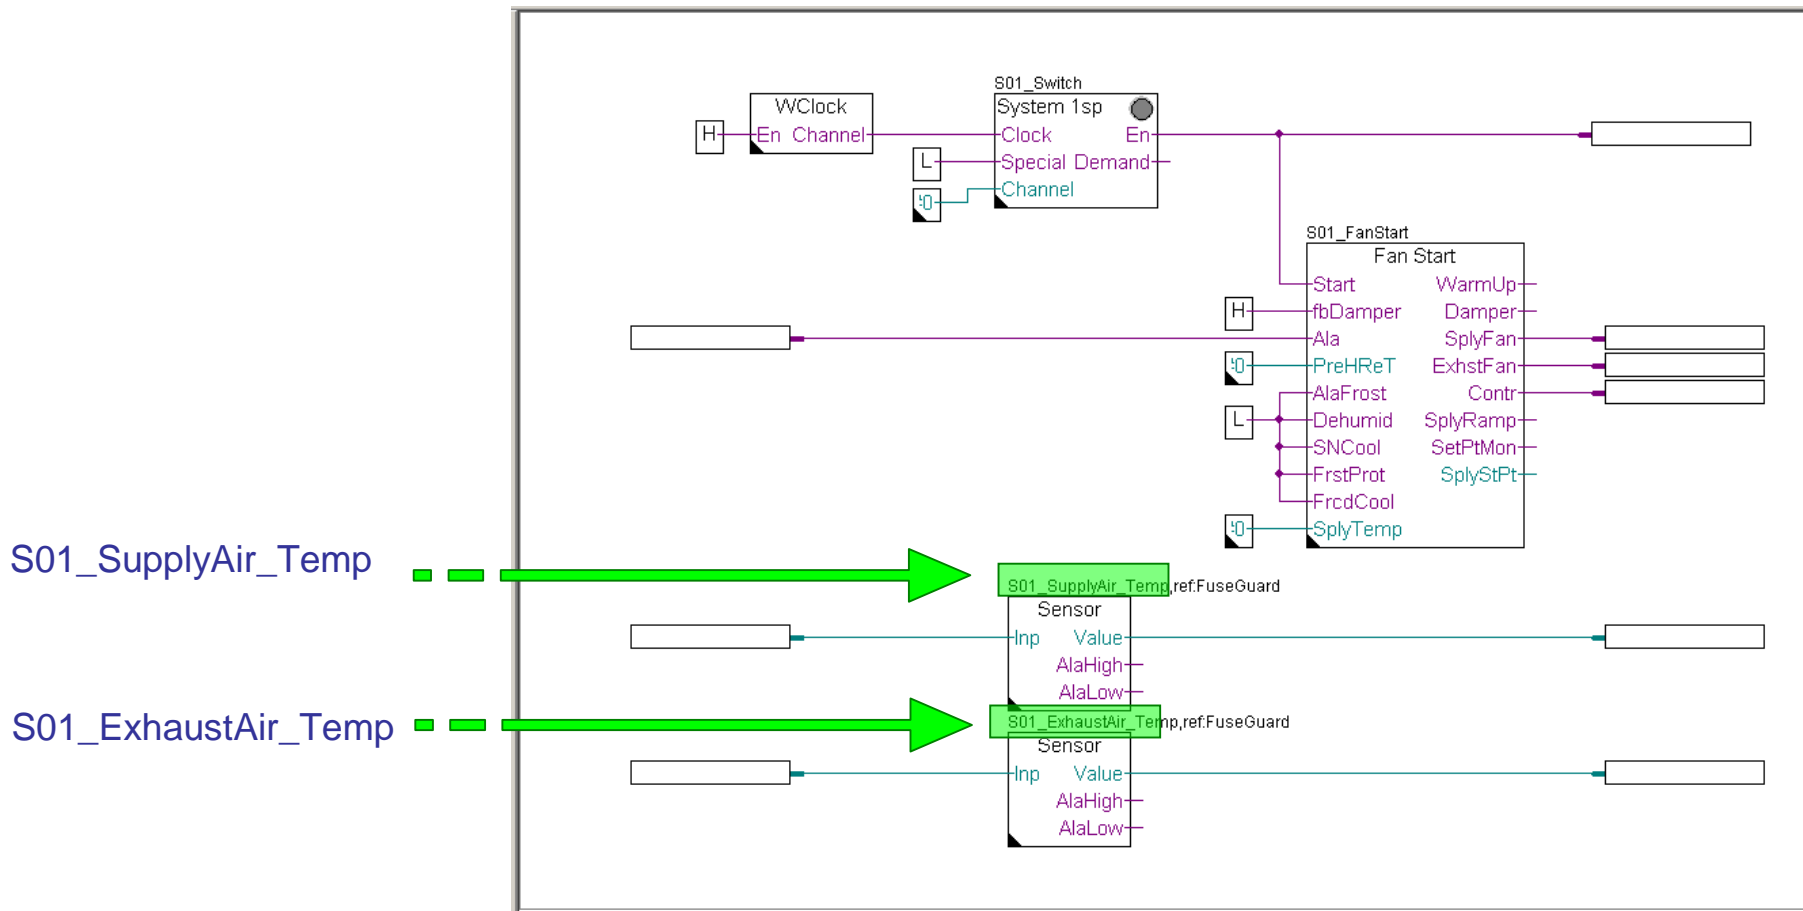 S01_Switch
WClock
System 1sp
H
En Channel
Clock En
L
Special Demand
!0
Channel
S01_FanStart
Fan Start
Start WarmUp
H
fbDamper Damper
Ala SplyFan
!0
PreHReT ExhstFan
AlaFrost Contr
L
Dehumid SplyRamp
SNCool SetPtMon
FrstProt SplyStPt
FrcdCool
!0
SplyTemp
S01_SupplyAir_Temp
S01_SupplyAir_Temp,ref:FuseGuard
Sensor
Inp Value
AlaHigh
AlaLow
S01_ExhaustAir_Temp
S01_ExhaustAir_Temp,ref:FuseGuard
Sensor
Inp Value
AlaHigh
AlaLow